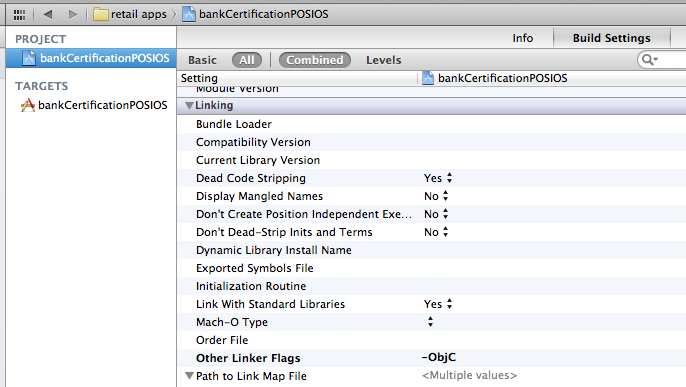 retail apps bankCertificationPOSIOS
PROJECT
bankCertificationPOSIOS
TARGETS
bankCertificationPOSIOS
Info Build Settings
Basic All Combined Levels
Setting bankCertificationPOSIOS
Module Version
Linking
Bundle Loader
Compatibility Version
Current Library Version
Dead Code Stripping Yes
Display Mangled Names No
Don't Create Position Independent Exe... No
Don't Dead-Strip Inits and Terms No
Dynamic Library Install Name
Exported Symbols File
Initialization Routine
Link With Standard Libraries Yes
Mach-O Type
Order File
Other Linker Flags -ObjC
Path to Link Map File <Multiple values>